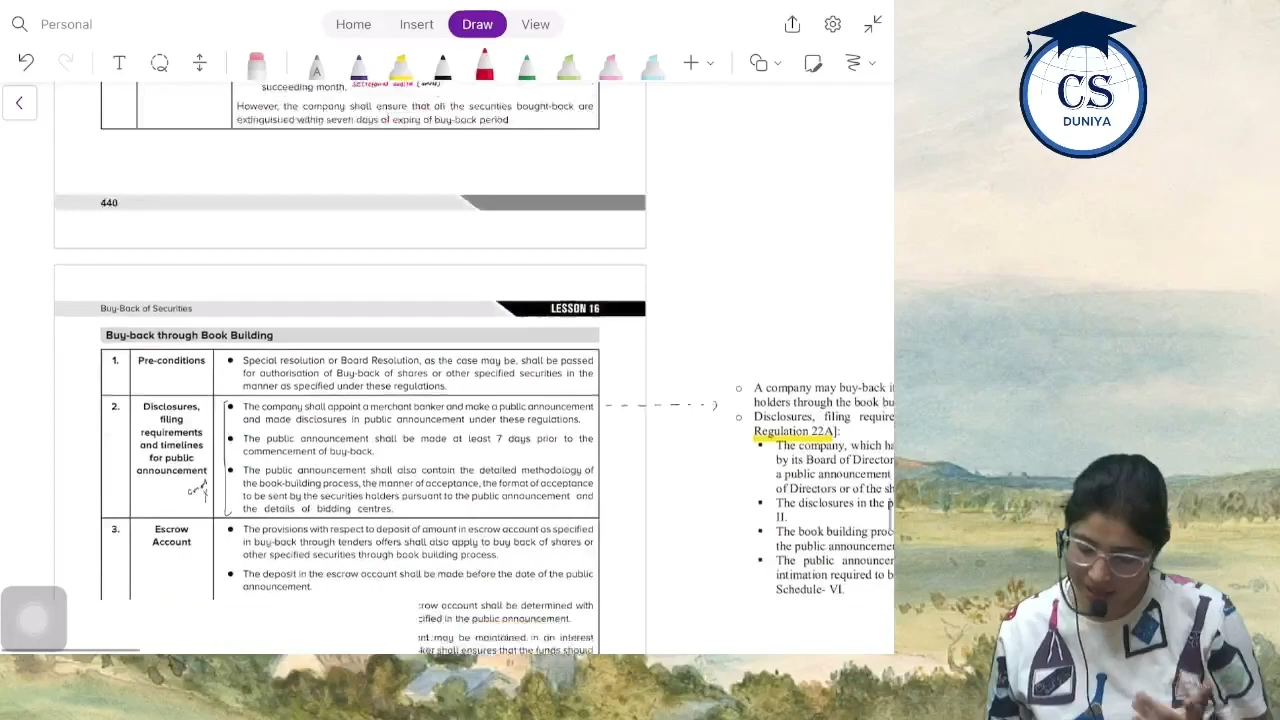 Personal
Home
Insert
Draw
View
succeeding month.
However, the company shall ensure that all the securities bought-back are
extinguished within seven days of expiry of buy-back period
440
Buy-Back of Securities
LESSON 16
Buy-back through Book Building
1.
Pre-conditions
● Special resolution or Board Resolution, as the case may be, shall be passed
for authorisation of Buy-back of shares or other specified securities in the
manner as specified under these regulations.
2.
Disclosures,
filing
requirements
and timelines
for public
announcement
● The company shall appoint a merchant banker and make a public announcement
and made disclosures in public announcement under these regulations.
● The public announcement shall be made at least 7 days prior to the
commencement of buy-back.
● The public announcement shall also contain the detailed methodology of
the book-building process, the manner of acceptance, the format of acceptance
to be sent by the securities holders pursuant to the public announcement and
the details of bidding centres.
3.
Escrow
Account
● The provisions with respect to deposit of amount in escrow account as specified
in buy-back through tenders offers shall also apply to buy back of shares or
other specified securities through book building process.
● The deposit in the escrow account shall be made before the date of the public
announcement.
crow account shall be determined with
cified in the public announcement.
may be maintained in an interest
shall ensures that the funds should
o A company may buy-back i
holders through the book bu
o Disclosures, filing require
Regulation 22A]:
▪ The company, which ha
by its Board of Director
a public announcement
of Directors or of the sh
▪ The disclosures in the p
II.
▪ The book building proc
the public announcemen
▪ The public announcem
intimation required to b
Schedule- VI.
CS
DUNIYA